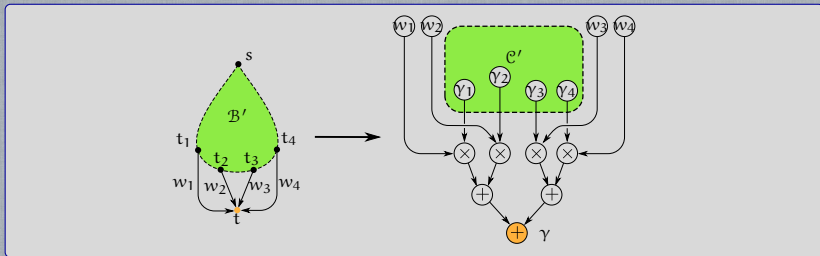 s
ℬ′
t₁ t₄
t₂ t₃
w₁ w₂ w₃ w₄
t
w₁ w₂ w₃ w₄
𝒞′
γ₁ γ₂ γ₃ γ₄
× × × ×
+ +
+ γ